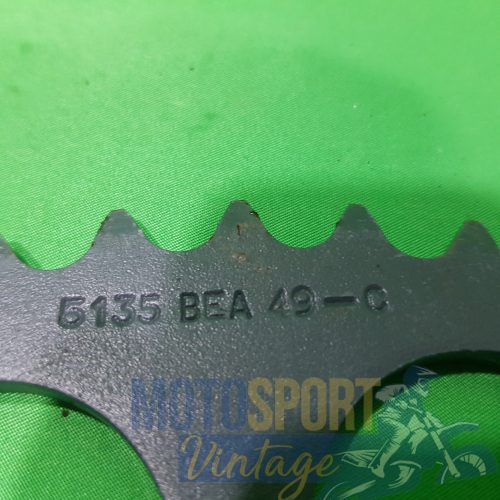 5135 BEA 49-C
MOTOSPORT
Vintage